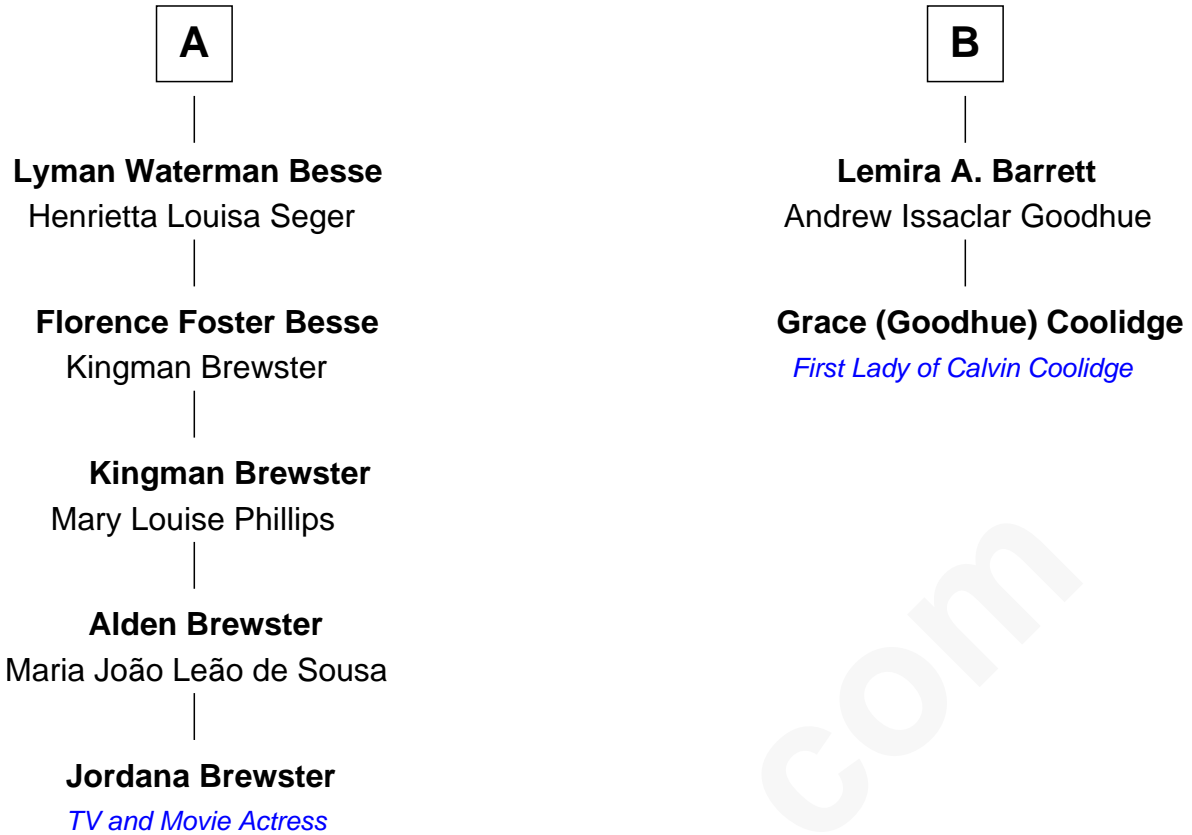 A
Lyman Waterman Besse
Henrietta Louisa Seger
Florence Foster Besse
Kingman Brewster
Kingman Brewster
Mary Louise Phillips
Alden Brewster
Maria João Leão de Sousa
Jordana Brewster
TV and Movie Actress
B
Lemira A. Barrett
Andrew Issaclar Goodhue
Grace (Goodhue) Coolidge
First Lady of Calvin Coolidge
com